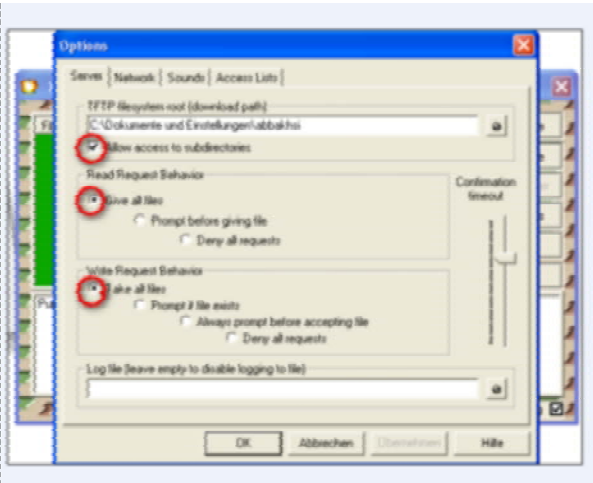 Options
Server Network Sounds Access Lists
TFTP filesystem root (download path)
C:\Dokumente und Einstellungen\abbakhsi
Allow access to subdirectories
Read Request Behavior
Give all files
Prompt before giving file
Deny all requests
Confirmation
timeout
Write Request Behavior
Take all files
Prompt if file exists
Always prompt before accepting file
Deny all requests
Log file (leave empty to disable logging to file)
OK Abbrechen Übernehmen Hilfe